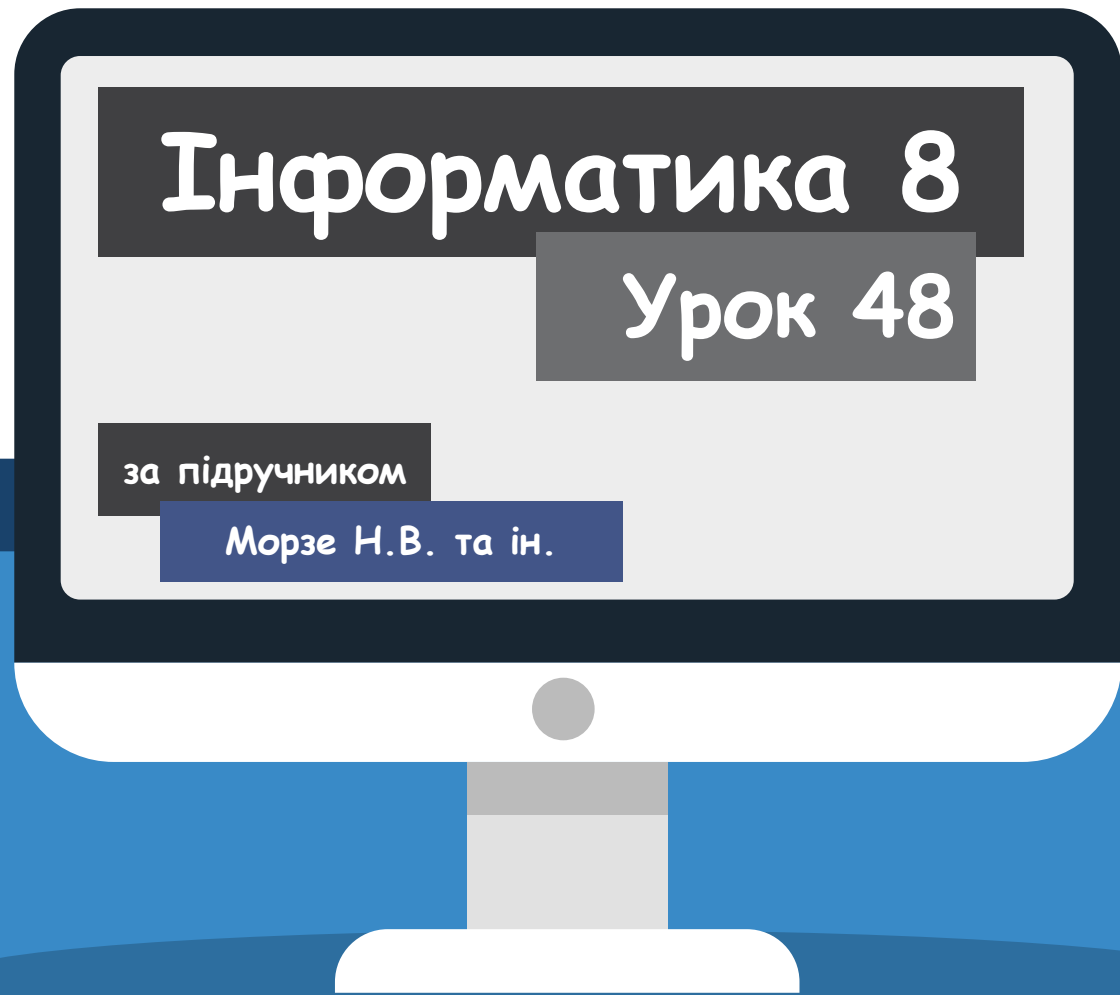 Інформатика 8
Урок 48
за підручником
Морзе Н.В. та ін.